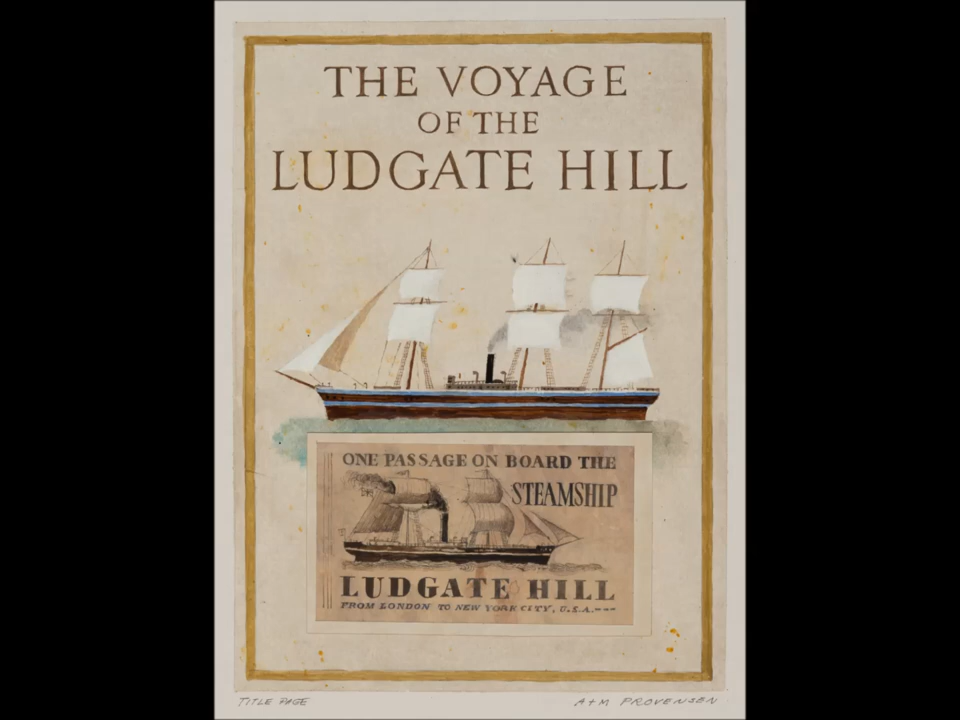 THE VOYAGE
OF THE
LUDGATE HILL
ONE PASSAGE ON BOARD THE
STEAMSHIP
LUDGATE HILL
FROM LONDON TO NEW YORK CITY, U.S.A.---
TITLE PAGE
A+M PROVENSEN